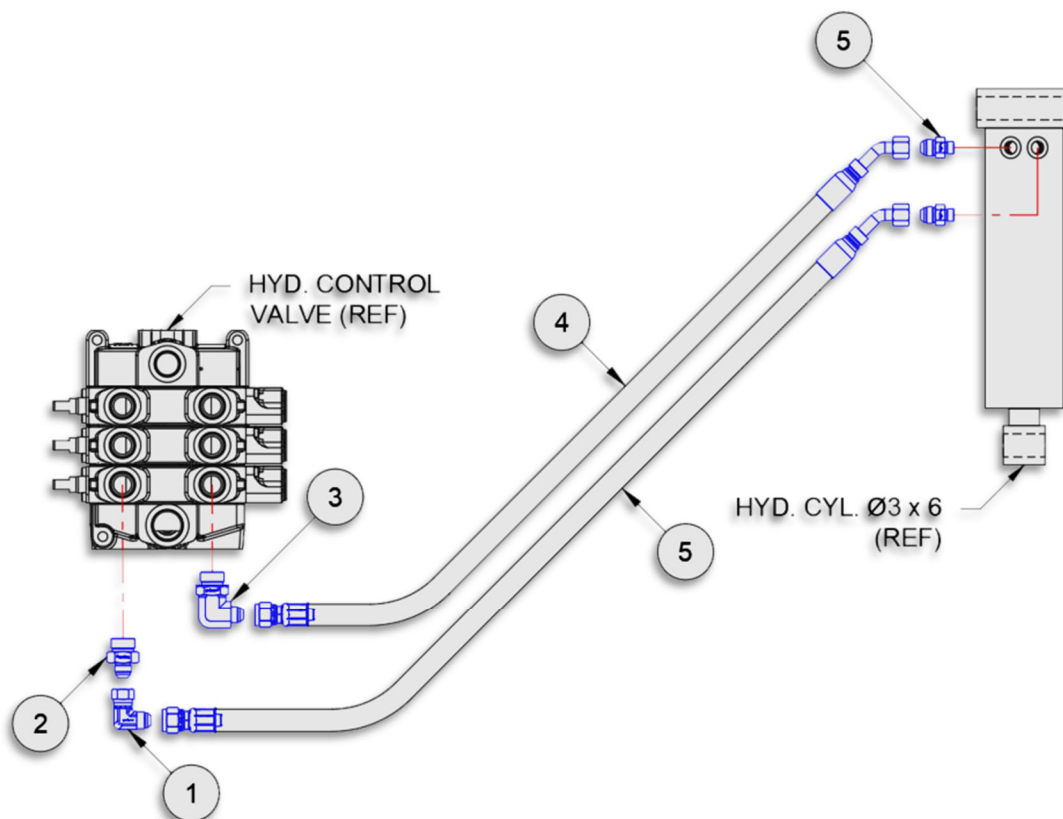 5
HYD. CONTROL
VALVE (REF)
4
3
HYD. CYL. Ø3 x 6
(REF)
5
2
1